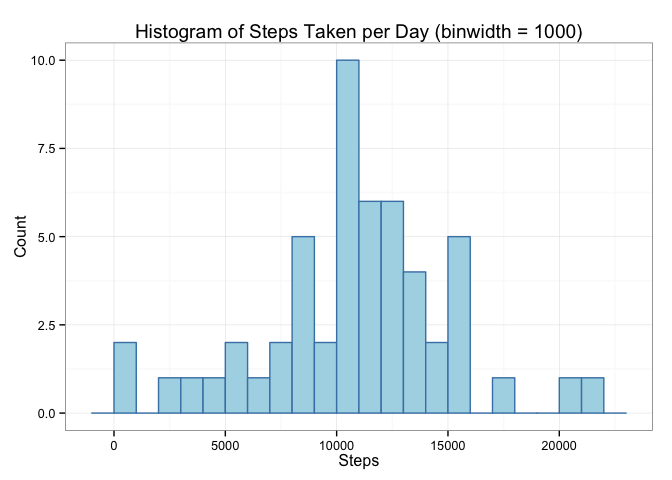 Histogram of Steps Taken per Day (binwidth = 1000)
10.0
7.5
5.0
2.5
0.0
Count
0 5000 10000 15000 20000
Steps